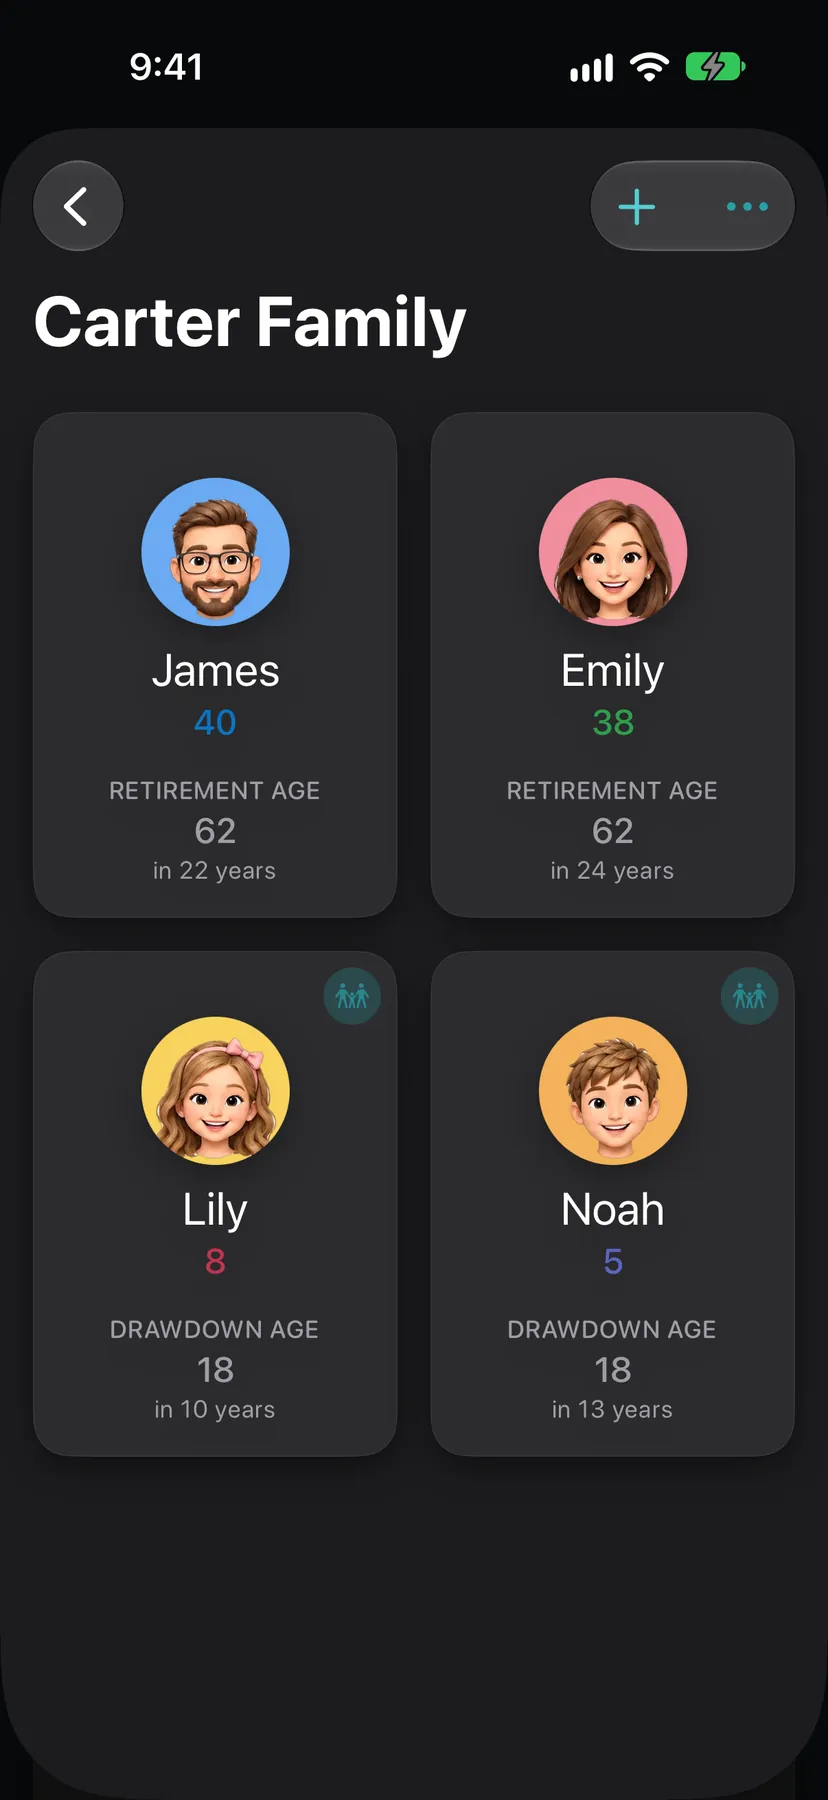 9:41
Carter Family
James
40
RETIREMENT AGE
62
in 22 years
Emily
38
RETIREMENT AGE
62
in 24 years
Lily
8
DRAWDOWN AGE
18
in 10 years
Noah
5
DRAWDOWN AGE
18
in 13 years